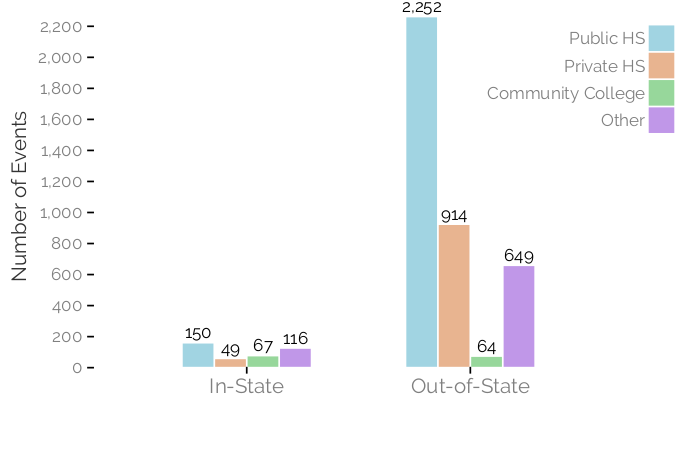 Number of Events
2,200
2,000
1,800
1,600
1,400
1,200
1,000
800
600
400
200
0
150
49
67
116
2,252
914
64
649
In-State
Out-of-State
Public HS
Private HS
Community College
Other